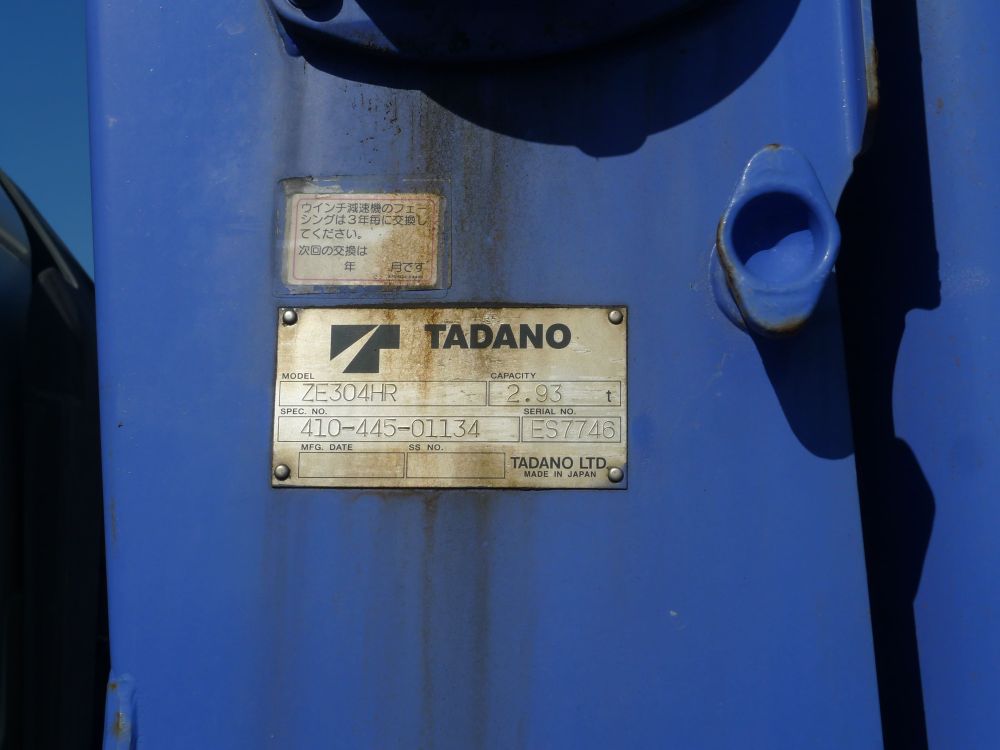 ウインチ減速機のフェー
シングは3年毎に交換し
てください。
次回の交換は
年 月です
TADANO
MODEL CAPACITY
ZE304HR 2.93 t
SPEC. NO. SERIAL NO.
410-445-01134 ES7746
MFG. DATE SS NO.
TADANO LTD.
MADE IN JAPAN